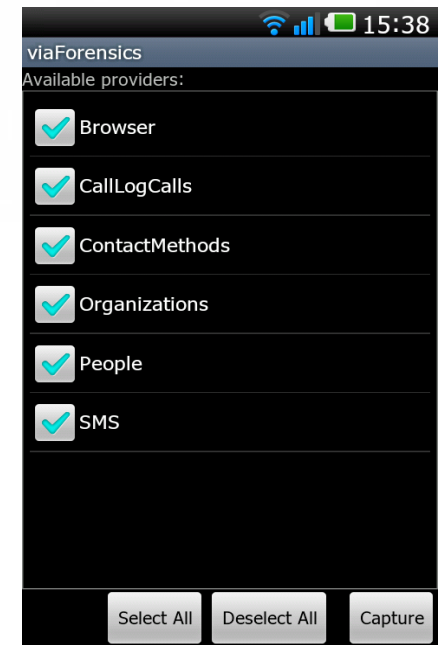 15:38
viaForensics
Available providers:
Browser
CallLogCalls
ContactMethods
Organizations
People
SMS
Select All Deselect All Capture